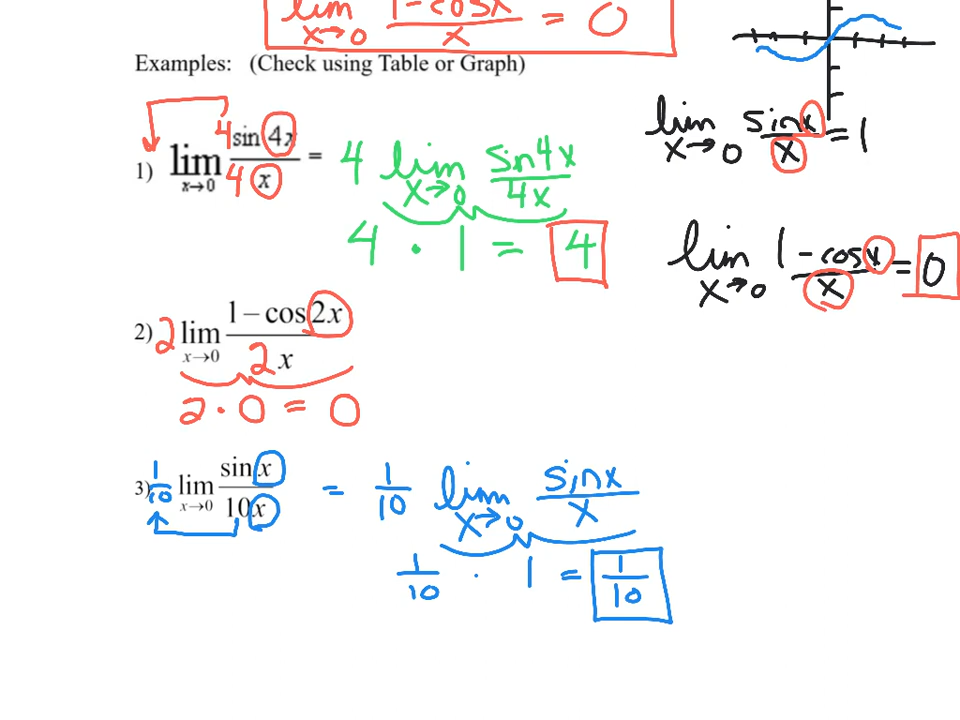 lim x→0 1-cosx/x = 0
Examples: (Check using Table or Graph)
lim x→0 sinx/x = 1
1) lim x→0 4 sin 4x / 4 x = 4 lim x→0 sin4x/4x
4 · 1 = 4
lim x→0 1-cosx/x = 0
2) 2 lim x→0 1 – cos 2x / 2 x
2 · 0 = 0
3) 1/10 lim x→0 sin x / 10x = 1/10 lim x→0 sinx/x
1/10 · 1 = 1/10